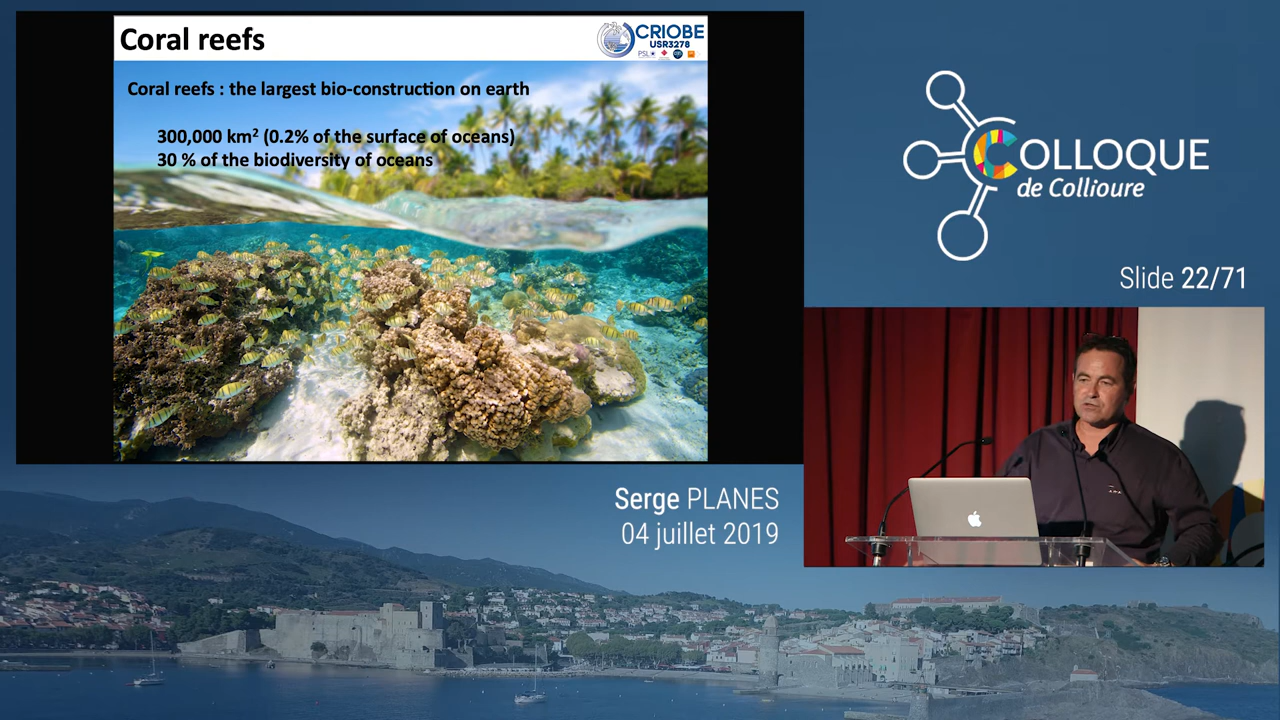 Coral reefs
CRIOBE
USR3278
PSL
Coral reefs : the largest bio-construction on earth
300,000 km² (0.2% of the surface of oceans)
30 % of the biodiversity of oceans
COLLOQUE
de Collioure
Slide 22/71
Serge PLANES
04 juillet 2019